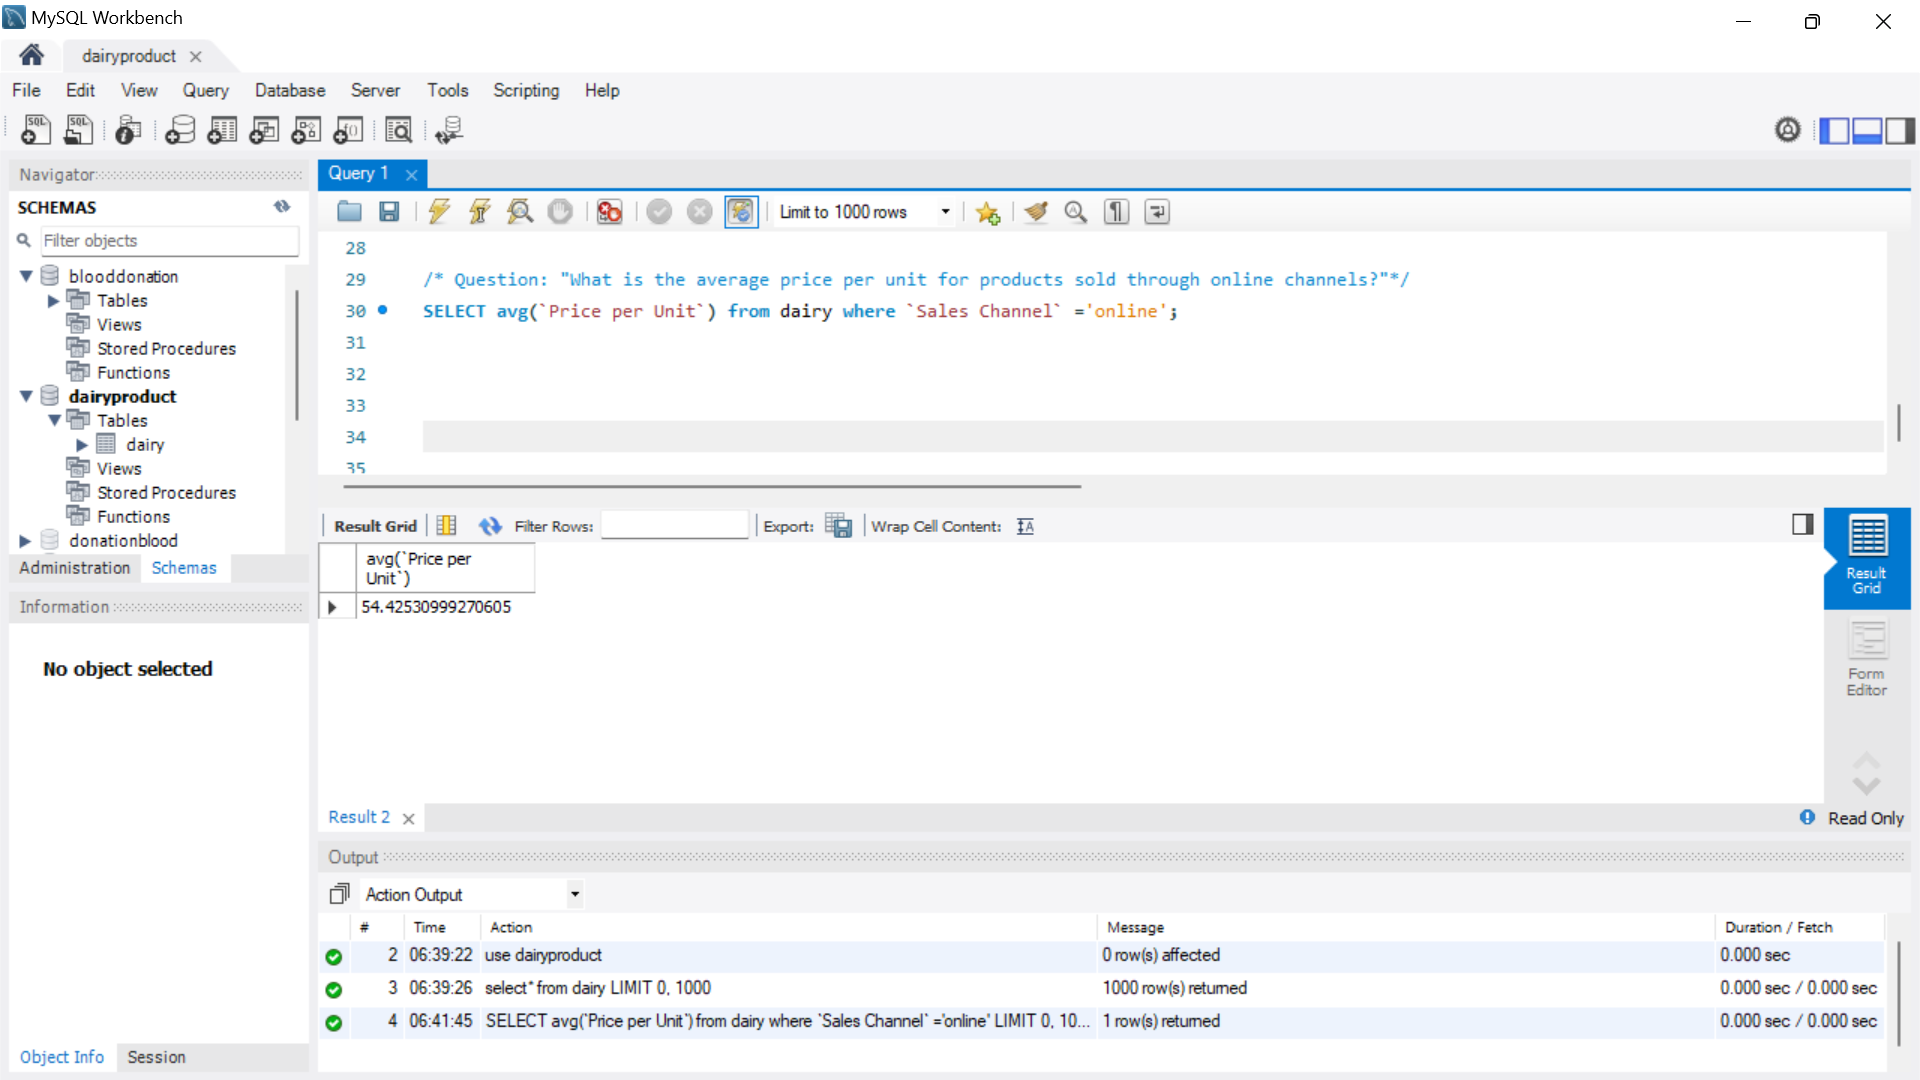 MySQL Workbench
dairyproduct
File Edit View Query Database Server Tools Scripting Help
Navigator
SCHEMAS
Filter objects
blooddonation
Tables
Views
Stored Procedures
Functions
dairyproduct
Tables
dairy
Views
Stored Procedures
Functions
donationblood
Administration Schemas
Information
No object selected
Object Info Session
Query 1
Limit to 1000 rows
28
29 /* Question: "What is the average price per unit for products sold through online channels?"*/
30 SELECT avg(`Price per Unit`) from dairy where `Sales Channel` ='online';
31
32
33
34
35
Result Grid Filter Rows: Export: Wrap Cell Content:
avg(`Price per
Unit`)
54.42530999270605
Result
Grid
Form
Editor
Result 2 Read Only
Output
Action Output
# Time Action Message Duration / Fetch
2 06:39:22 use dairyproduct 0 row(s) affected 0.000 sec
3 06:39:26 select* from dairy LIMIT 0, 1000 1000 row(s) returned 0.000 sec / 0.000 sec
4 06:41:45 SELECT avg(`Price per Unit`) from dairy where `Sales Channel` ='online' LIMIT 0, 10... 1 row(s) returned 0.000 sec / 0.000 sec